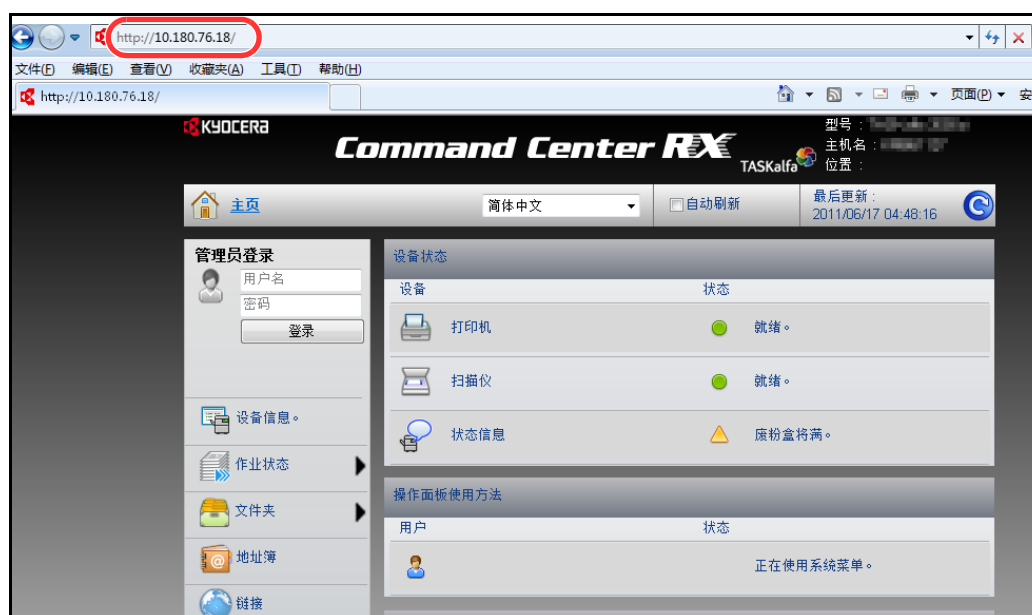 http://10.180.76.18/
文件(F) 编辑(E) 查看(V) 收藏夹(A) 工具(T) 帮助(H)
http://10.180.76.18/
页面(P) 安
KYOCERA
Command Center RX
TASKalfa
型号 :
主机名 :
位置 :
主页
简体中文
自动刷新
最后更新 :
2011/06/17 04:48:16
管理员登录
用户名
密码
登录
设备信息。
作业状态
文件夹
地址簿
链接
设备状态
设备 状态
打印机 就绪。
扫描仪 就绪。
状态信息 废粉盒将满。
操作面板使用方法
用户 状态
正在使用系统菜单。